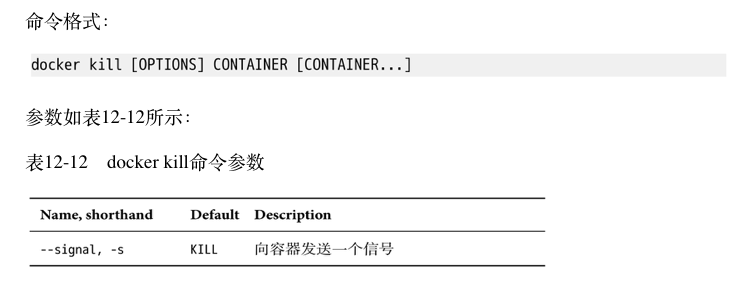 命令格式：
docker kill [OPTIONS] CONTAINER [CONTAINER...]
参数如表12-12所示：
表12-12 docker kill命令参数
Name, shorthand Default Description
--signal, -s KILL 向容器发送一个信号